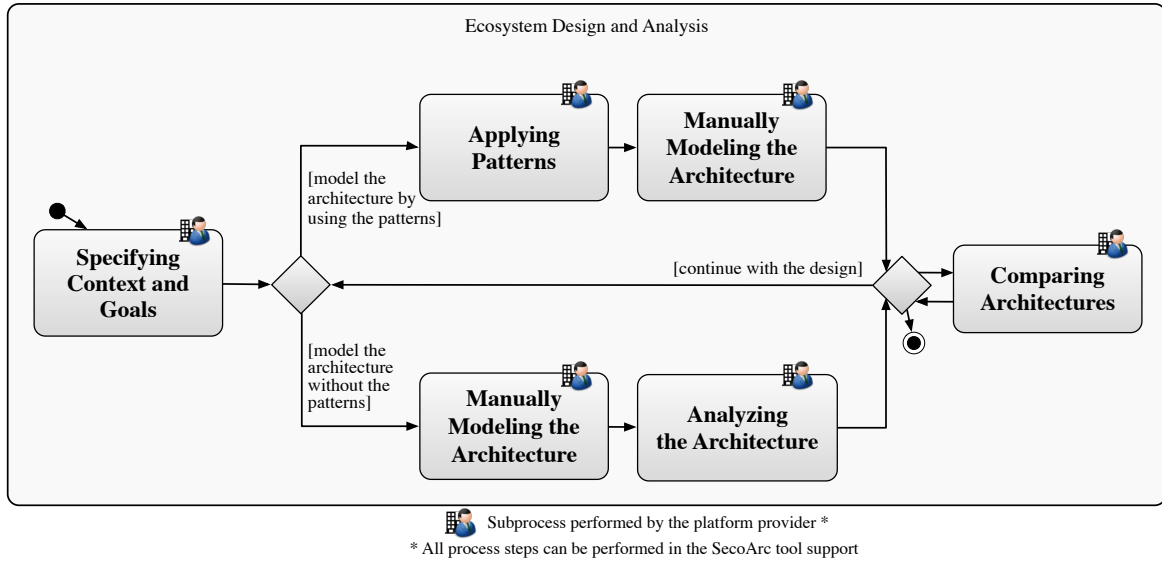 Ecosystem Design and Analysis
Applying
Patterns
Manually
Modeling the
Architecture
[model the
architecture by
using the patterns]
Specifying
Context and
Goals
[continue with the design]
Comparing
Architectures
[model the
architecture
without the
patterns]
Manually
Modeling the
Architecture
Analyzing
the Architecture
Subprocess performed by the platform provider *
* All process steps can be performed in the SecoArc tool support